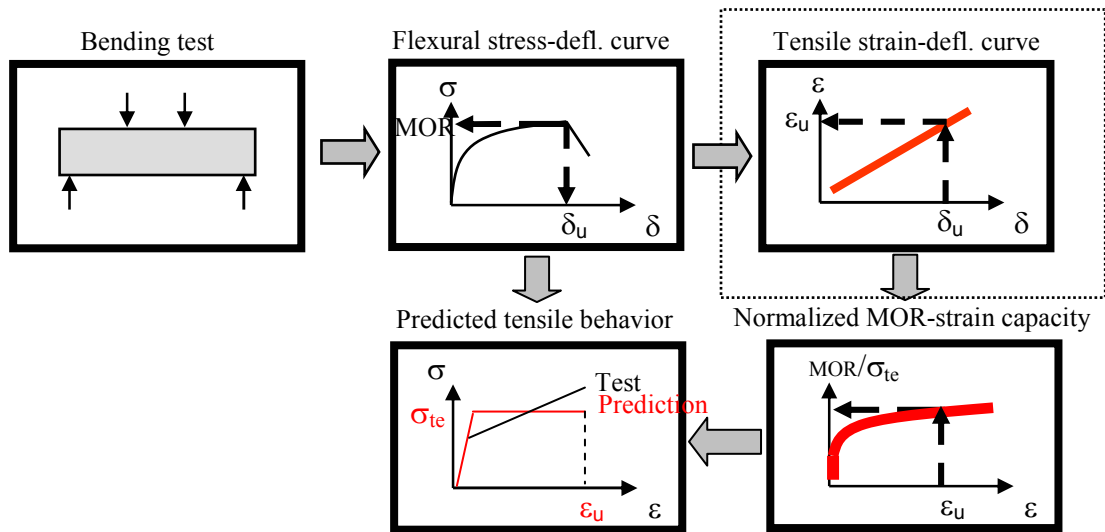 Bending test
Flexural stress-defl. curve
σ
MOR
δu
δ
Tensile strain-defl. curve
ε
εu
δu
δ
Predicted tensile behavior
σ
Test
Prediction
σte
εu
ε
Normalized MOR-strain capacity
MOR/σte
εu
ε